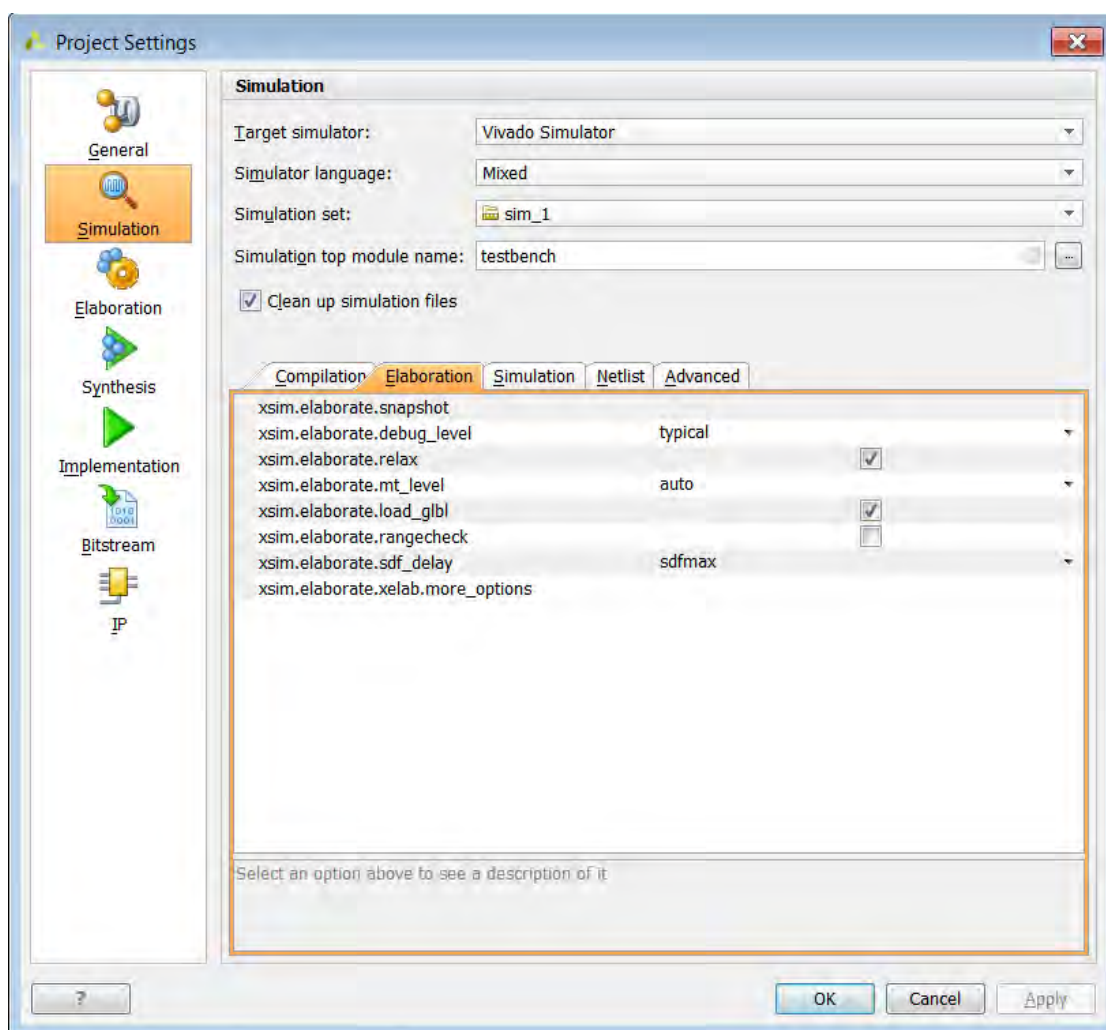 Project Settings
General
Simulation
Elaboration
Synthesis
Implementation
Bitstream
IP
Simulation
Target simulator: Vivado Simulator
Simulator language: Mixed
Simulation set: sim_1
Simulation top module name: testbench ...
Clean up simulation files
Compilation Elaboration Simulation Netlist Advanced
xsim.elaborate.snapshot
xsim.elaborate.debug_level typical
xsim.elaborate.relax
xsim.elaborate.mt_level auto
xsim.elaborate.load_glbl
xsim.elaborate.rangecheck
xsim.elaborate.sdf_delay sdfmax
xsim.elaborate.xelab.more_options
Select an option above to see a description of it
? OK Cancel Apply